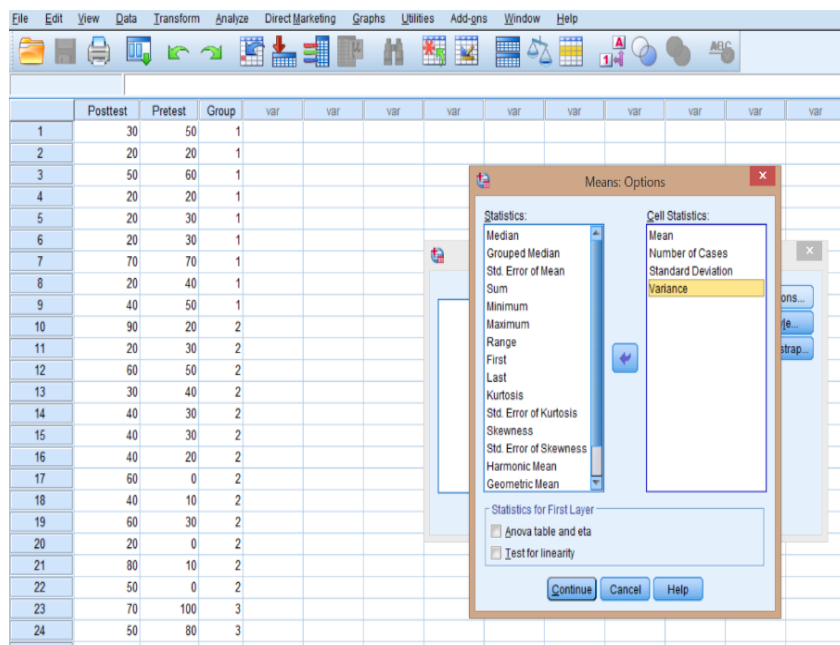 File Edit View Data Transform Analyze Direct Marketing Graphs Utilities Add-ons Window Help
A
1
ABC
Posttest Pretest Group var var var var var var var var var var
1 30 50 1
2 20 20 1
3 50 60 1
4 20 20 1
5 20 30 1
6 20 30 1
7 70 70 1
8 20 40 1
9 40 50 1
10 90 20 2
11 20 30 2
12 60 50 2
13 30 40 2
14 40 30 2
15 40 30 2
16 40 20 2
17 60 0 2
18 40 10 2
19 60 30 2
20 20 0 2
21 80 10 2
22 50 0 2
23 70 100 3
24 50 80 3
Means: Options
x
Statistics:
Median
Grouped Median
Std. Error of Mean
Sum
Minimum
Maximum
Range
First
Last
Kurtosis
Std. Error of Kurtosis
Skewness
Std. Error of Skewness
Harmonic Mean
Geometric Mean
Cell Statistics:
Mean
Number of Cases
Standard Deviation
Variance
Statistics for First Layer
Anova table and eta
Test for linearity
Continue Cancel Help
x
ons...
yle...
strap...